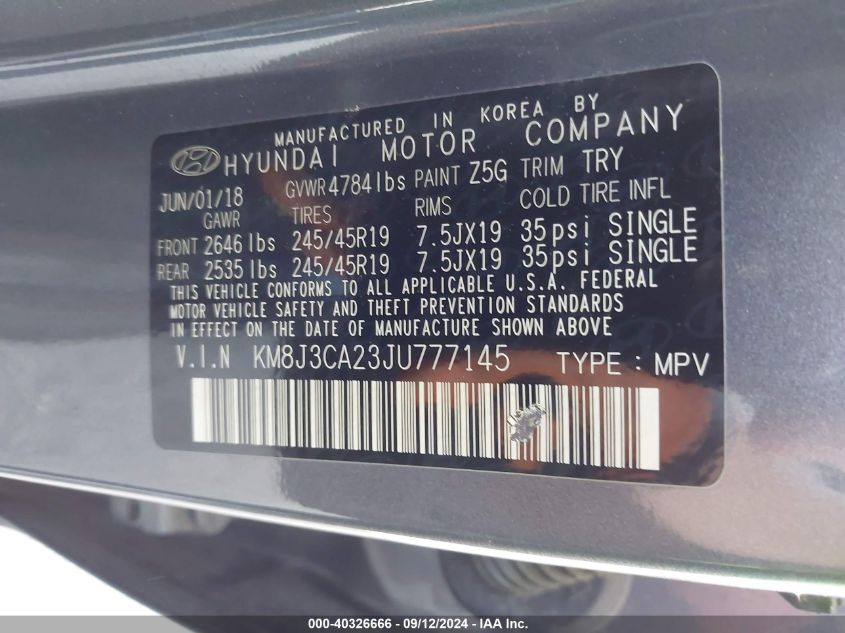 MANUFACTURED IN KOREA BY
HYUNDAI MOTOR COMPANY
JUN/01/18 GVWR 4784lbs PAINT Z5G TRIM TRY
GAWR TIRES RIMS COLD TIRE INFL
FRONT 2646 lbs 245/45R19 7.5JX19 35psi SINGLE
REAR 2535 lbs 245/45R19 7.5JX19 35psi SINGLE
THIS VEHICLE CONFORMS TO ALL APPLICABLE U.S.A. FEDERAL
MOTOR VEHICLE SAFETY AND THEFT PREVENTION STANDARDS
IN EFFECT ON THE DATE OF MANUFACTURE SHOWN ABOVE
V.I.N KM8J3CA23JU777145 TYPE : MPV
000-40326666 - 09/12/2024 - IAA Inc.